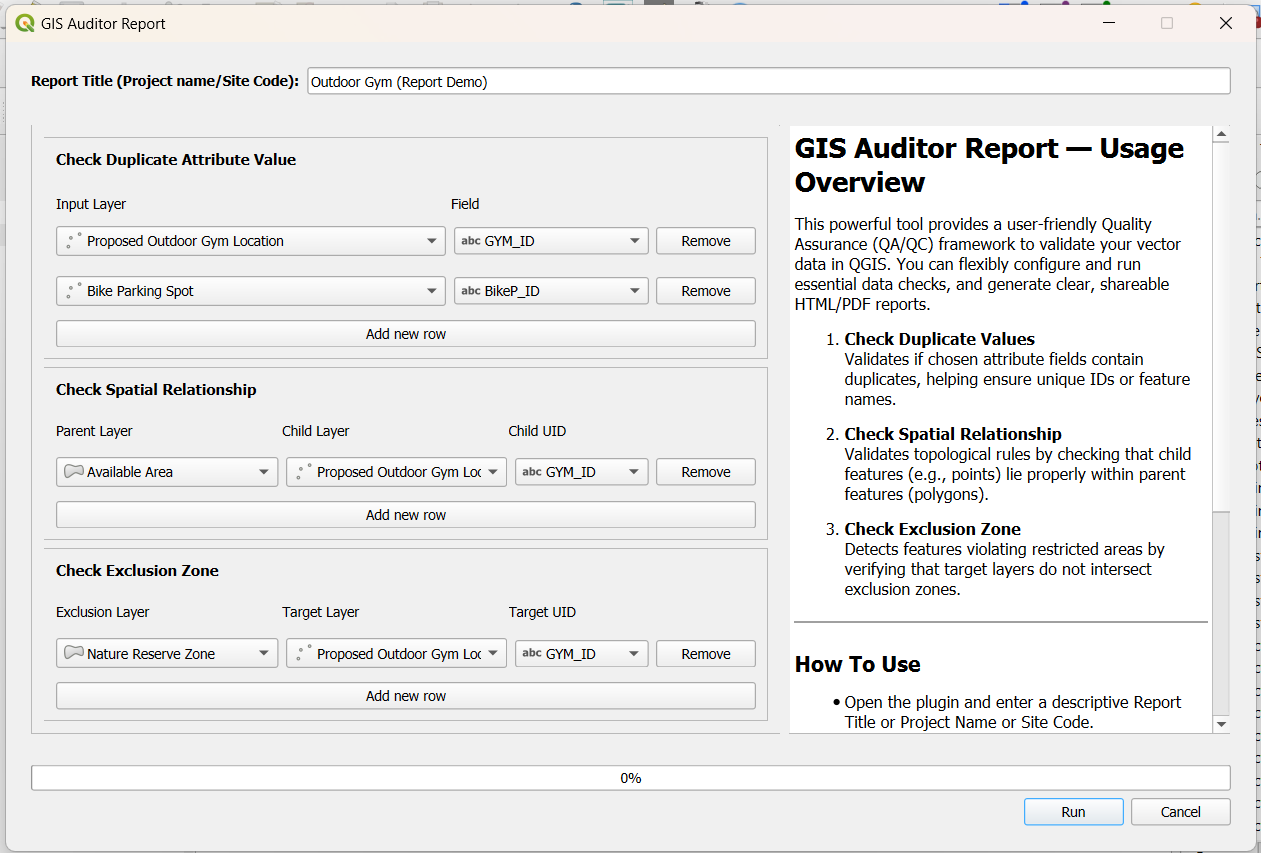 GIS Auditor Report
Report Title (Project name/Site Code): Outdoor Gym (Report Demo)
Check Duplicate Attribute Value
Input Layer Field
Proposed Outdoor Gym Location abc GYM_ID Remove
Bike Parking Spot abc BikeP_ID Remove
Add new row
Check Spatial Relationship
Parent Layer Child Layer Child UID
Available Area Proposed Outdoor Gym Loc abc GYM_ID Remove
Add new row
Check Exclusion Zone
Exclusion Layer Target Layer Target UID
Nature Reserve Zone Proposed Outdoor Gym Loc abc GYM_ID Remove
Add new row
GIS Auditor Report — Usage
Overview
This powerful tool provides a user-friendly Quality
Assurance (QA/QC) framework to validate your vector
data in QGIS. You can flexibly configure and run
essential data checks, and generate clear, shareable
HTML/PDF reports.
1. Check Duplicate Values
Validates if chosen attribute fields contain
duplicates, helping ensure unique IDs or feature
names.
2. Check Spatial Relationship
Validates topological rules by checking that child
features (e.g., points) lie properly within parent
features (polygons).
3. Check Exclusion Zone
Detects features violating restricted areas by
verifying that target layers do not intersect
exclusion zones.
How To Use
• Open the plugin and enter a descriptive Report
Title or Project Name or Site Code.
0%
Run Cancel